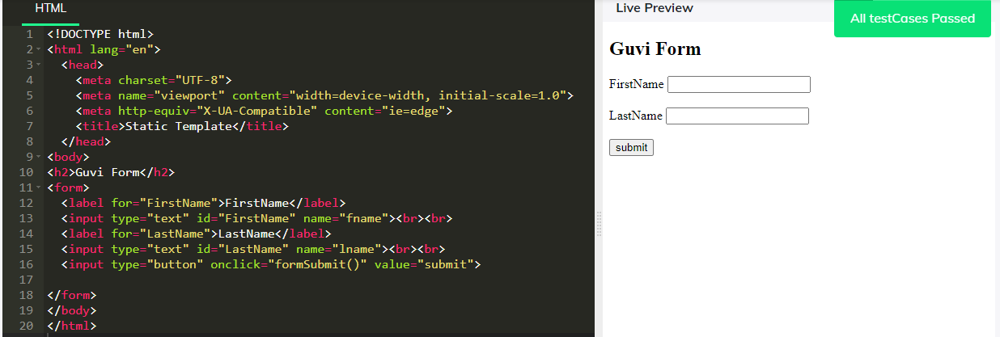 HTML
1 <!DOCTYPE html>
2 <html lang="en">
3 <head>
4 <meta charset="UTF-8">
5 <meta name="viewport" content="width=device-width, initial-scale=1.0">
6 <meta http-equiv="X-UA-Compatible" content="ie=edge">
7 <title>Static Template</title>
8 </head>
9 <body>
10 <h2>Guvi Form</h2>
11 <form>
12 <label for="FirstName">FirstName</label>
13 <input type="text" id="FirstName" name="fname"><br><br>
14 <label for="LastName">LastName</label>
15 <input type="text" id="LastName" name="lname"><br><br>
16 <input type="button" onclick="formSubmit()" value="submit">
17
18 </form>
19 </body>
20 </html>
Live Preview
All testCases Passed
Guvi Form
FirstName
LastName
submit